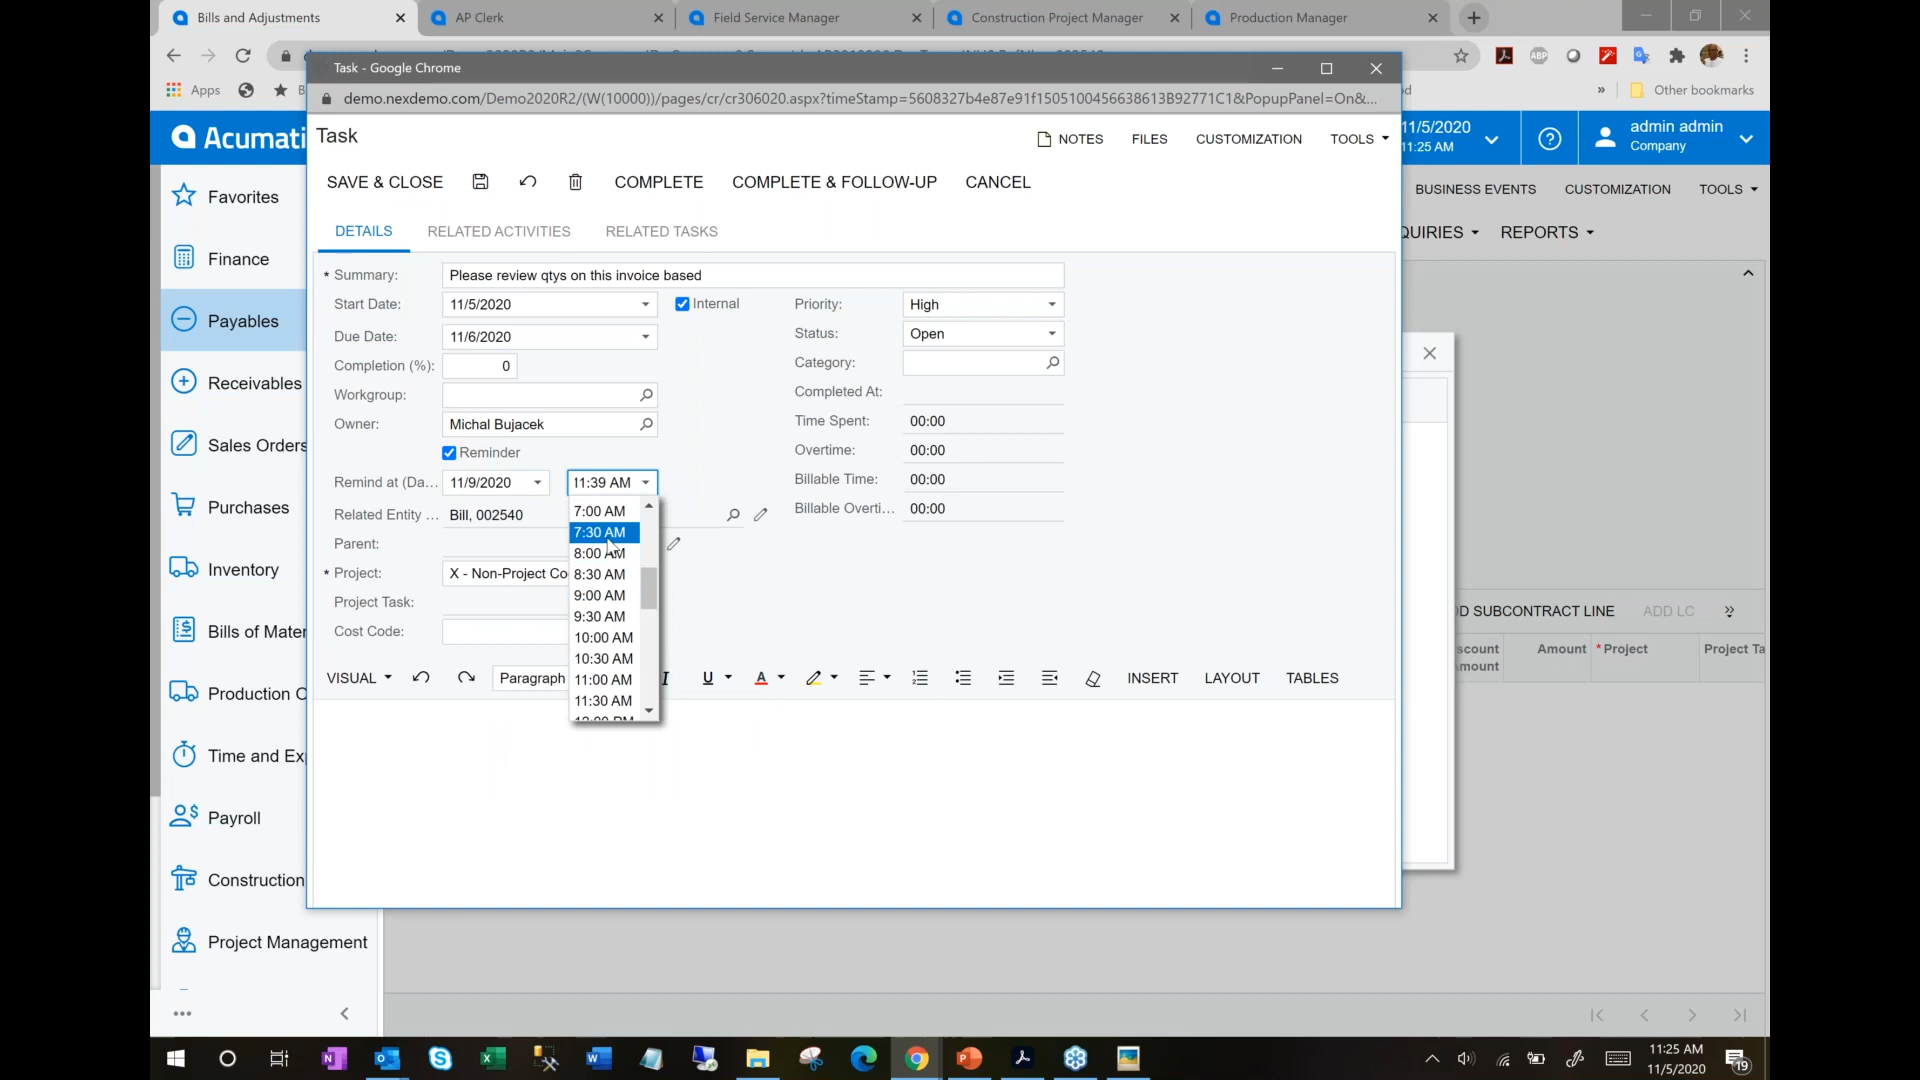 Bills and Adjustments
AP Clerk
Field Service Manager
Construction Project Manager
Production Manager
Task - Google Chrome
Apps
Other bookmarks
demo.nexdemo.com/Demo2020R2/(W(10000))/pages/cr/cr306020.aspx?timeStamp=5608327b4e87e91f1505100456638613B92771C1&PopupPanel=On&...
Acumati
11/5/2020
11:25 AM
admin admin
Company
Task
NOTES
FILES
CUSTOMIZATION
TOOLS
SAVE & CLOSE
COMPLETE
COMPLETE & FOLLOW-UP
CANCEL
BUSINESS EVENTS
CUSTOMIZATION
TOOLS
QUIRIES
REPORTS
Favorites
Finance
Payables
Receivables
Sales Orders
Purchases
Inventory
Bills of Mater
Production O
Time and Exp
Payroll
Construction
Project Management
DETAILS
RELATED ACTIVITIES
RELATED TASKS
* Summary: Please review qtys on this invoice based
Start Date: 11/5/2020
Internal
Priority: High
Due Date: 11/6/2020
Status: Open
Completion (%): 0
Category:
Workgroup:
Completed At:
Owner: Michal Bujacek
Time Spent: 00:00
Reminder
Overtime: 00:00
Remind at (Da... 11/9/2020 11:39 AM
Billable Time: 00:00
Related Entity ... Bill, 002540
Billable Overti... 00:00
Parent:
* Project: X - Non-Project Co
Project Task:
Cost Code:
7:00 AM
7:30 AM
8:00 AM
8:30 AM
9:00 AM
9:30 AM
10:00 AM
10:30 AM
11:00 AM
11:30 AM
12:00 PM
VISUAL
Paragraph
I
U
A
INSERT
LAYOUT
TABLES
D SUBCONTRACT LINE
ADD LC
scount
mount
Amount
* Project
Project Ta
11:25 AM
11/5/2020
19